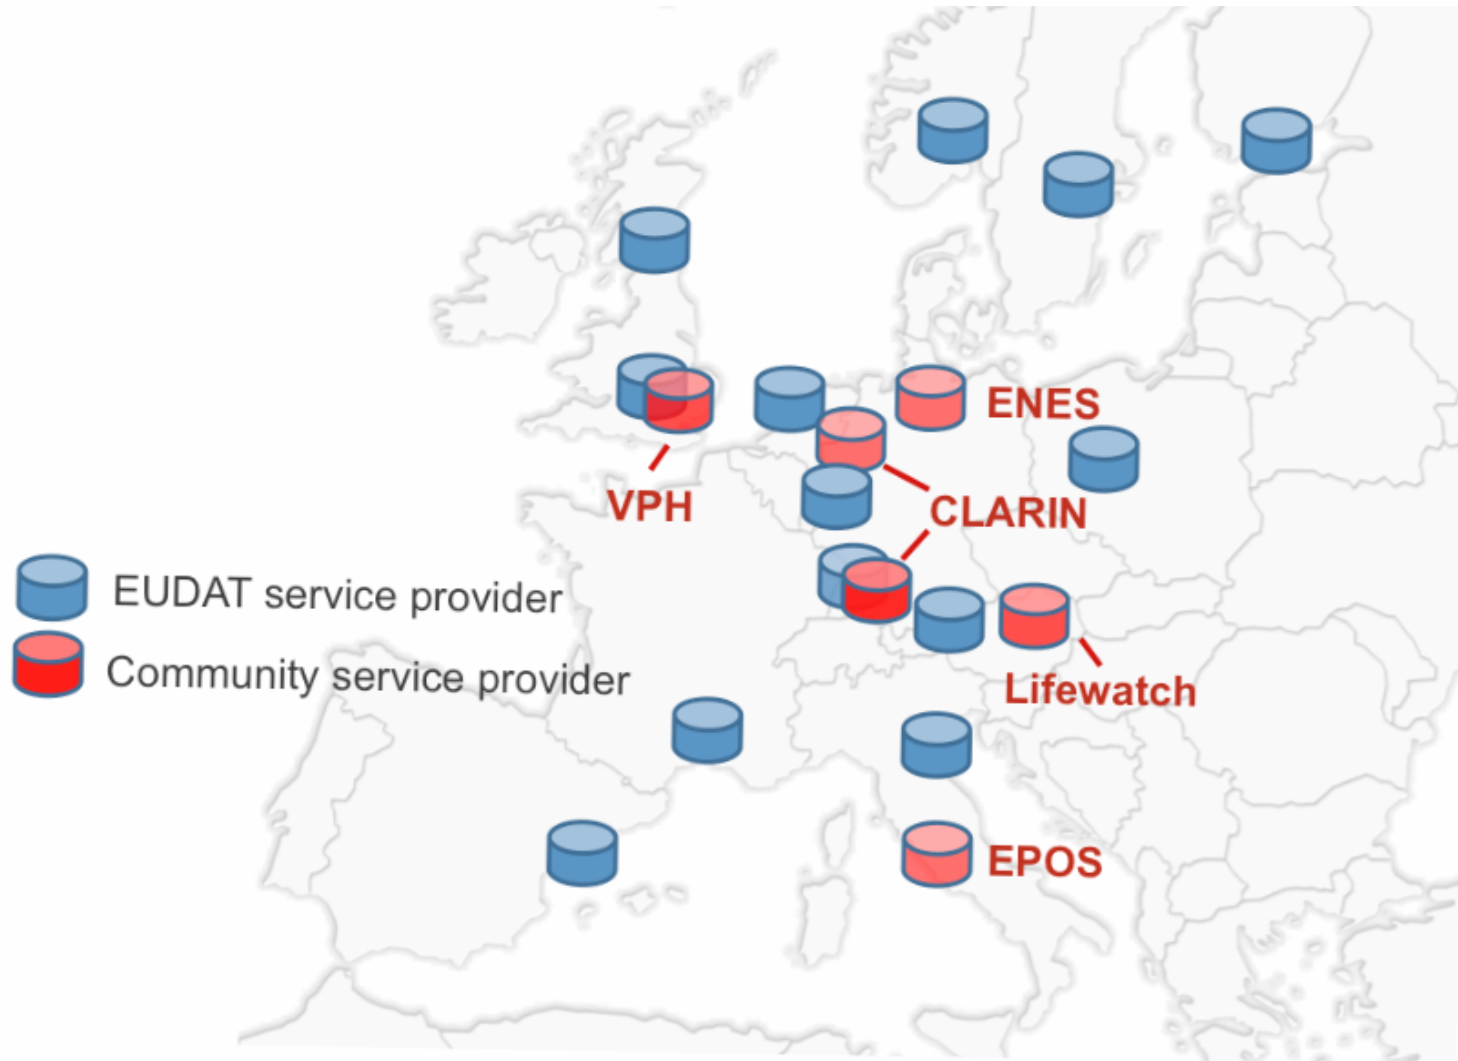 ENES
VPH
CLARIN
EUDAT service provider
Community service provider
Lifewatch
EPOS